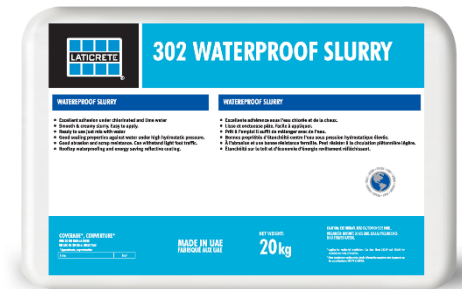 LATICRETE
302 WATERPROOF SLURRY
WATERPROOF SLURRY
Excellent adhesion under chlorinated and lime water
Smooth & creamy slurry. Easy to apply.
Ready to use just mix with water
Good sealing properties against water under high hydrostatic pressure.
Good abrasion and scrap resistance. Can withstand light foot traffic.
Rooftop waterproofing and energy saving reflective coating.
WATERPROOF SLURRY
Excellente adhérence sous l'eau chlorée et de la chaux.
Lisse et onctueuse pâte. Facile à appliquer.
Prêt à l'emploi il suffit de mélanger avec de l'eau.
Bonnes propriétés d'étanchéité contre l'eau sous pression hydrostatique élevée.
Étanchéité sur le toit et d'économie d'énergie revêtement réfléchissant.
COVERAGE*, COUVERTURE*
MADE IN UAE
FABRIQUÉ AUX UAE
NET WEIGHT:
20kg